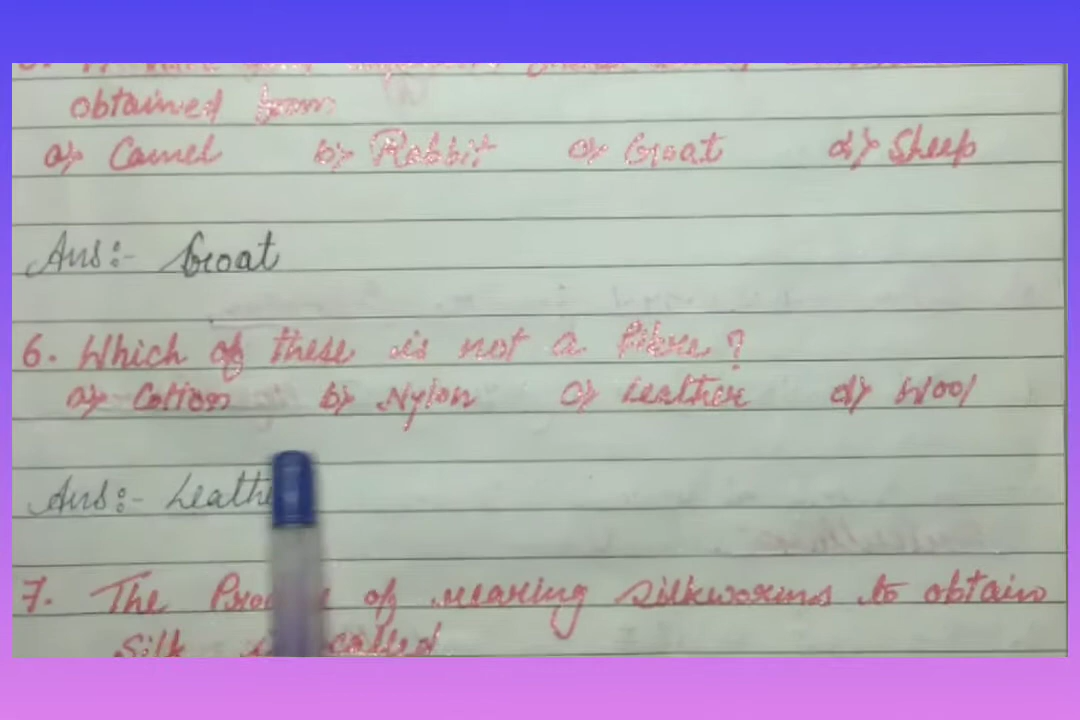 obtained from
a) Camel b) Rabbit c) Goat d) Sheep
Ans:- Goat
6. Which of these is not a fibre?
a) Cotton b) Nylon c) Leather d) Wool
Ans:- Leathe
7. The of rearing silkworms to obtain
silk called